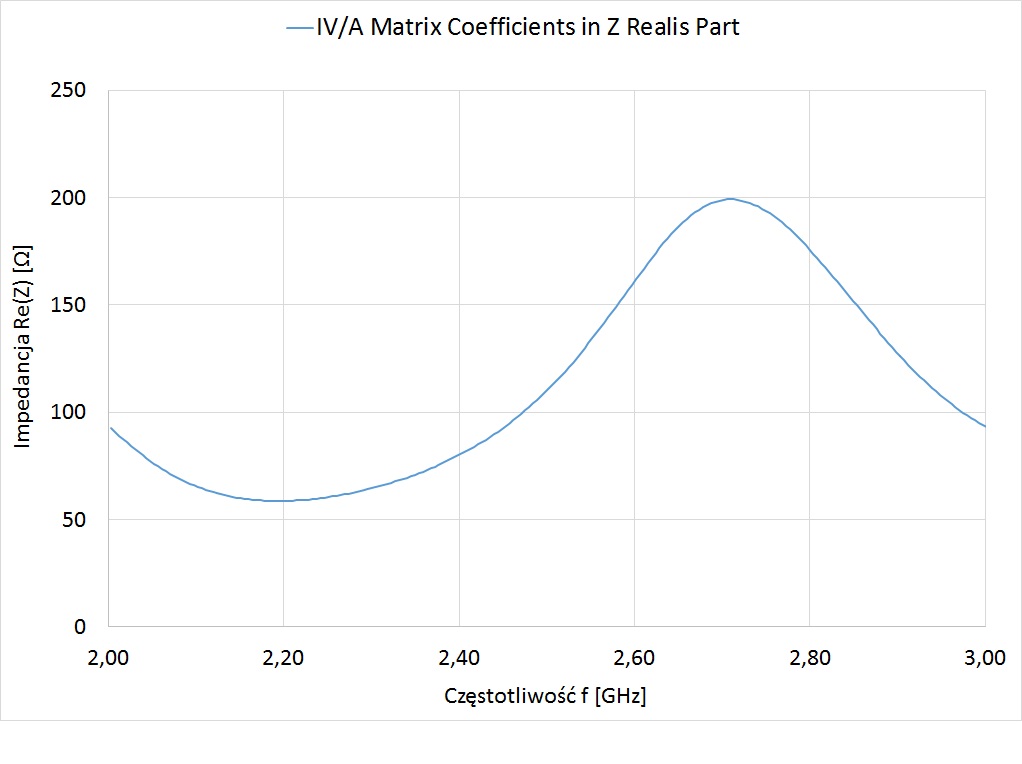 IV/A Matrix Coefficients in Z Realis Part
250
200
150
100
50
0
Impedancja Re(Z) [Ω]
2,00 2,20 2,40 2,60 2,80 3,00
Częstotliwość f [GHz]